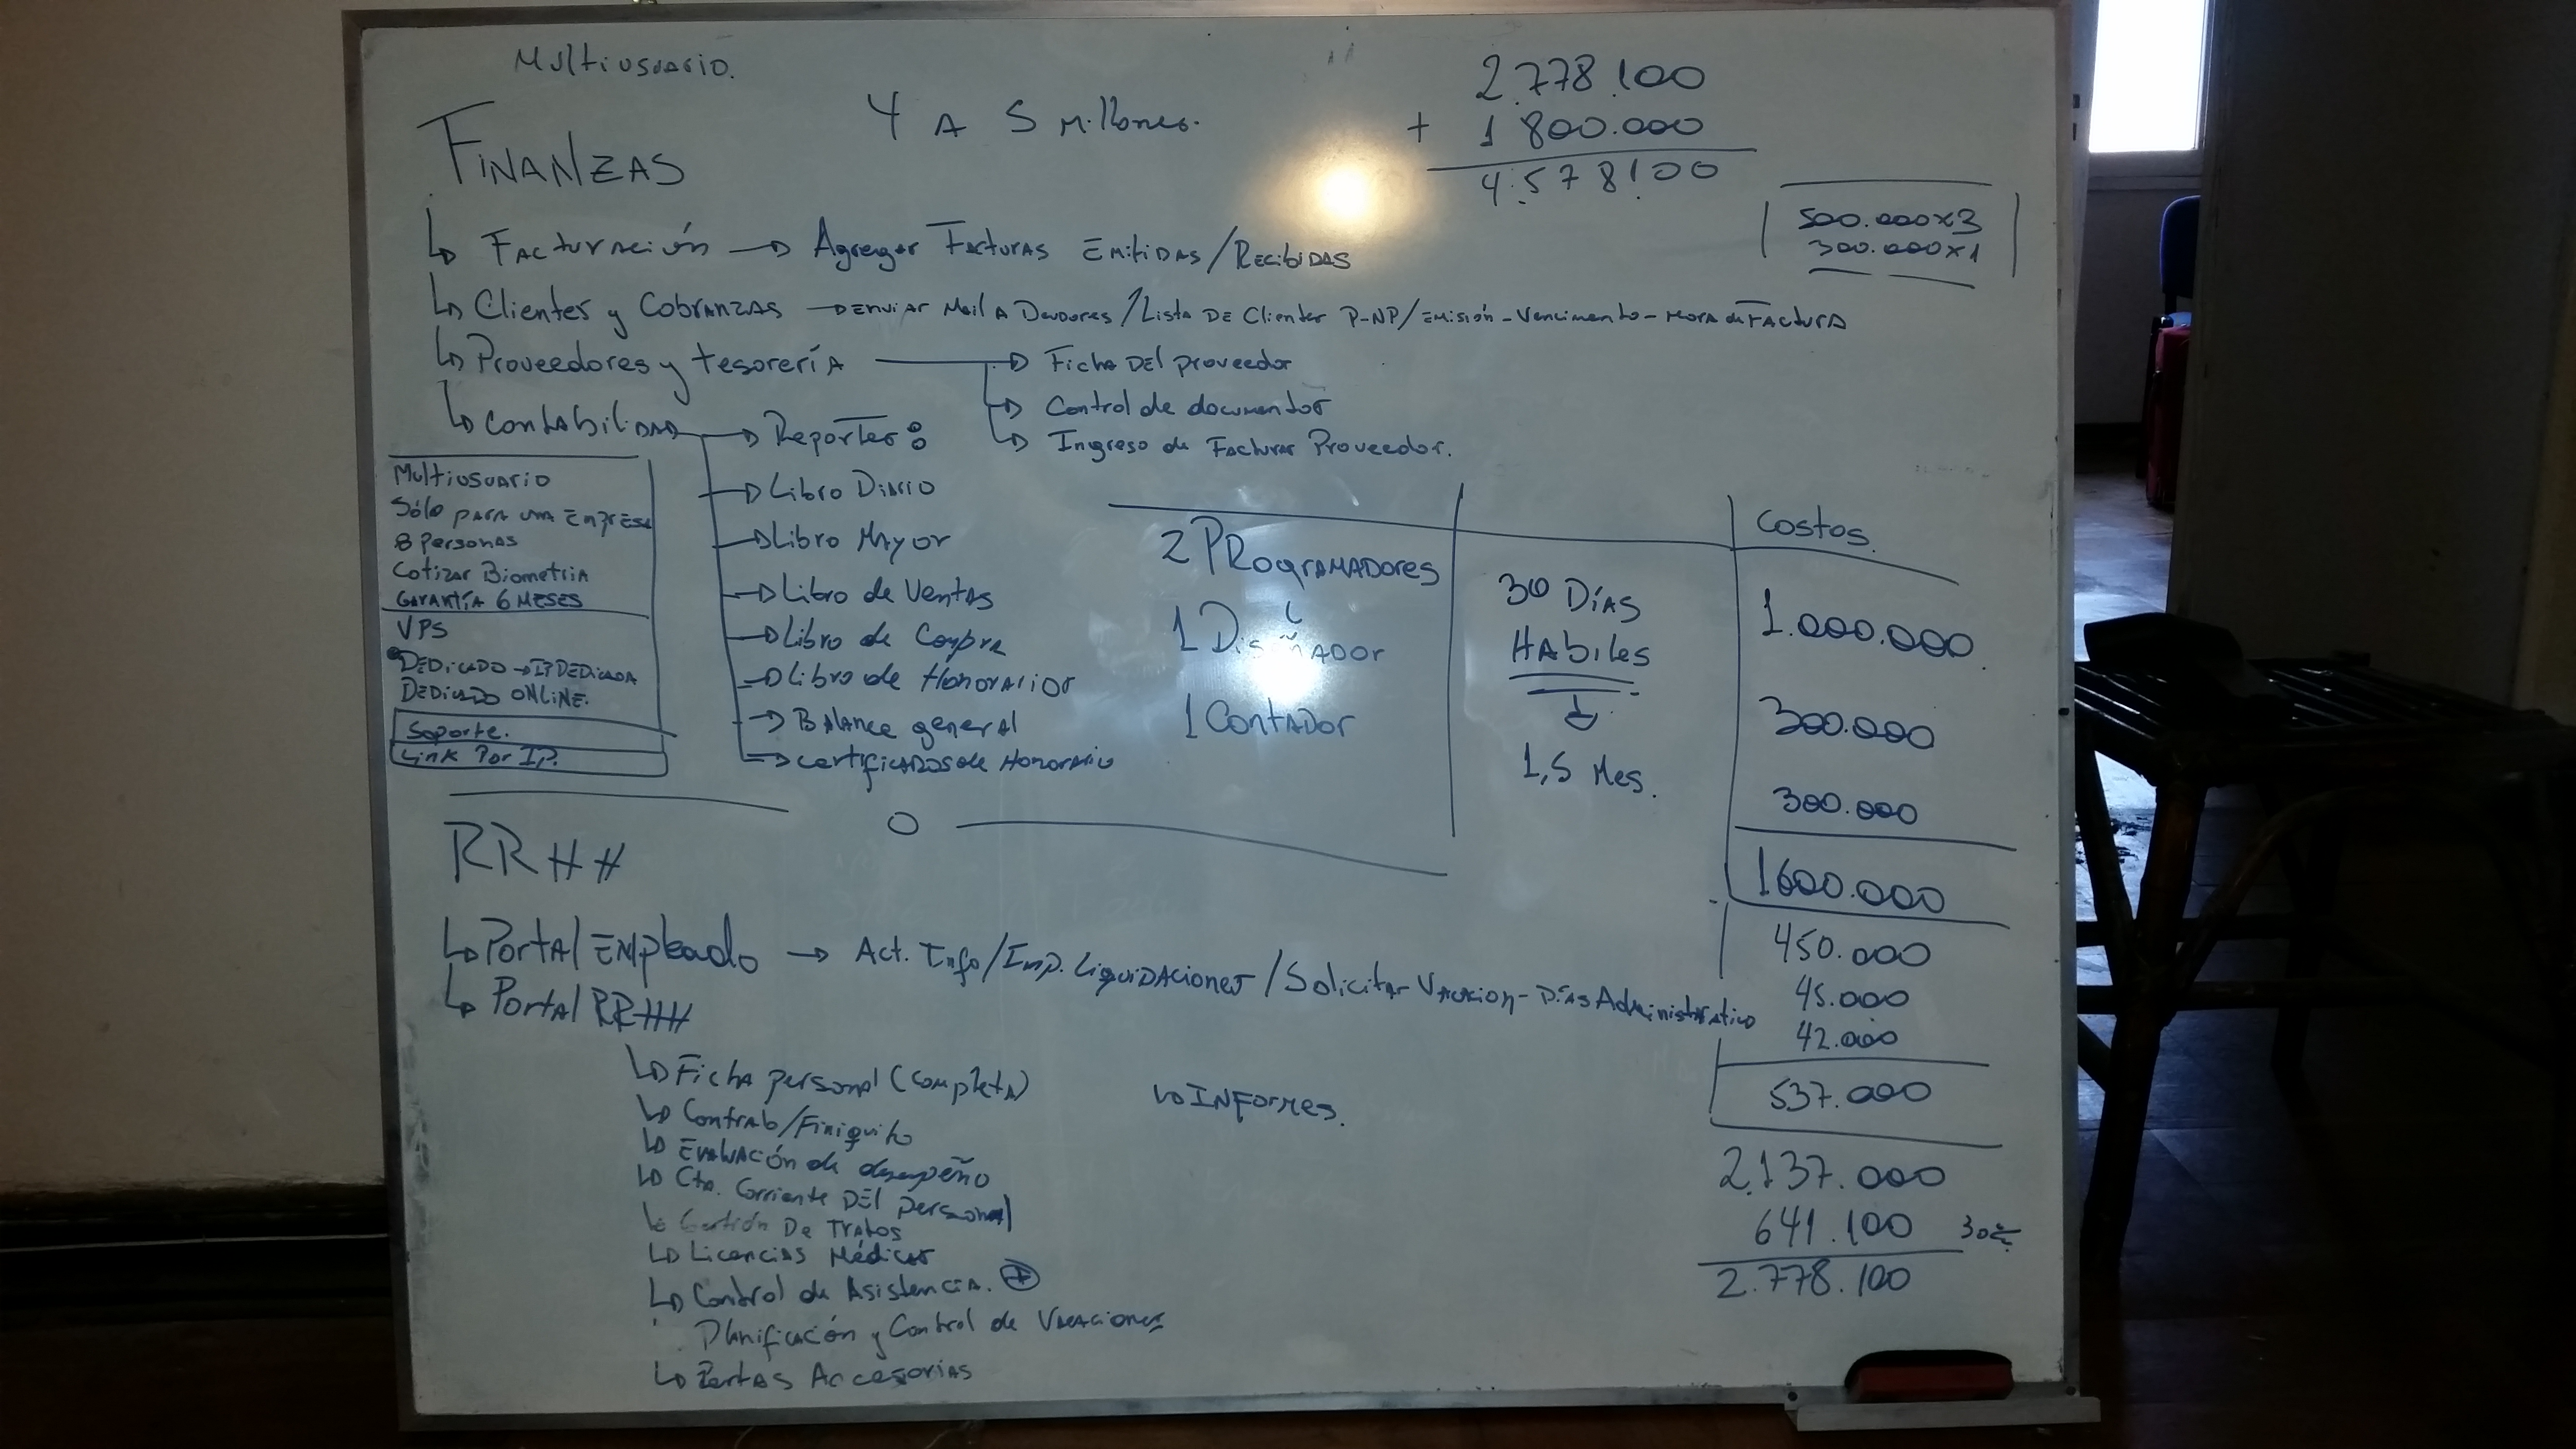 Multiusuario.
4 A 5 Millones.
2.778.100
+ 1 800.000
4.578100
500.000x3
300.000x1
FINANZAS
↳ Facturación → Agregar Facturas Emitidas/Recibidas
↳ Clientes y Cobranzas → Enviar Mail a Deudores/Lista de Clientes P-NP/Emisión-Vencimento-Mora de Factura
↳ Proveedores y tesorería → Ficha Del proveedor
↳ Control de documentos
↳ Ingreso de Facturas Proveedor.
↳ Contabilidad → Reportes:
→ Libro Diario
→ Libro Mayor
→ Libro de Ventas
→ Libro de Compra
→ Libro de Honorarios
→ Balance general
→ certificados de Honorario
Multiusuario
Sólo para una Empresa
8 Personas
Cotizar Biometria
Garantía 6 MESES
VPS
Dedicado → IP Dedicada
Dedicado ONLINE.
Soporte.
Link Por IP.
2 Programadores
1 Diseñador
1 Contador
30 Días
Habiles
1,5 Mes.
Costos.
1.000.000
300.000
300.000
1600.000
450.000
45.000
42.000
537.000
2.137.000
641.100 30%
2.778.100
RRHH
↳ Portal Empleado → Act. Info/Imp. Liquidaciones/Solicitar Vacacion-Días Administrativo
↳ Portal RRHH
↳ Ficha personal (Completa)
↳ Contrato/Finiquito
↳ Evaluación de desempeño
↳ Cta. Corriente Del personal
↳ Gestión De Tratos
↳ Licencias Médicas
↳ Control de Asistencia. +
Planificación y Control de Vacaciones
↳ Rentas Accesorias
↳ Informes.